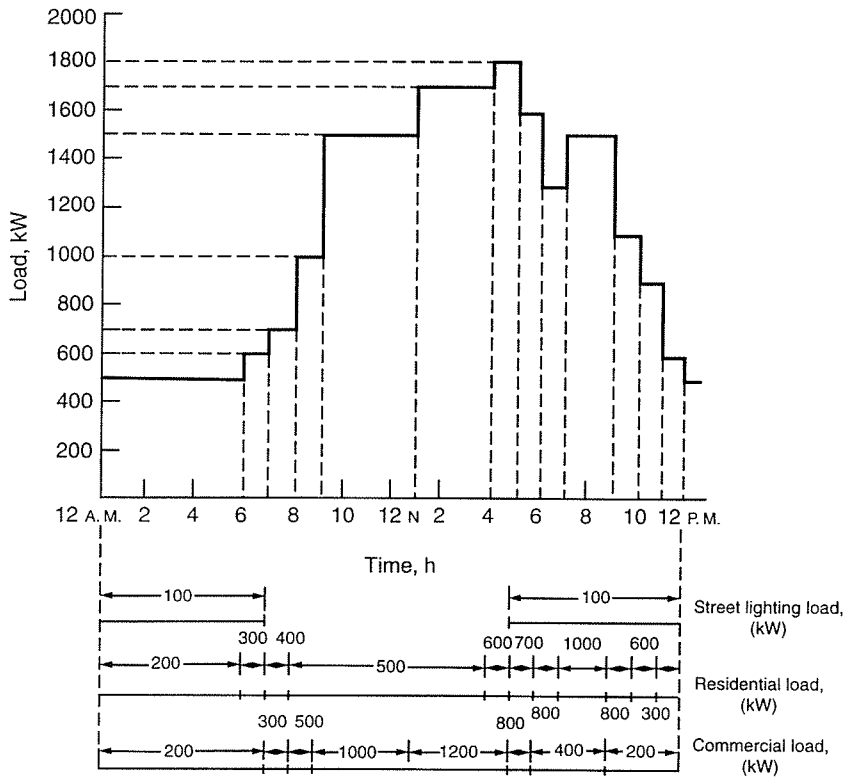 2000
1800
1600
1400
1200
1000
800
600
400
200
Load, kW
12 A.M. 2 4 6 8 10 12 N 2 4 6 8 10 12 P.M.
Time, h
100 100
Street lighting load,
(kW)
300 400 600 700 1000 600
200 500
Residential load,
(kW)
800 800 300
300 500 800
200 1000 1200 400 200
Commercial load,
(kW)